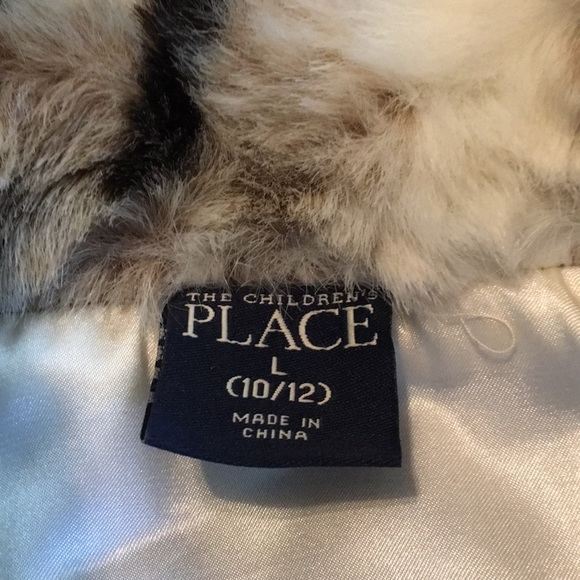 THE CHILDREN'S
PLACE
L
(10/12)
MADE IN
CHINA